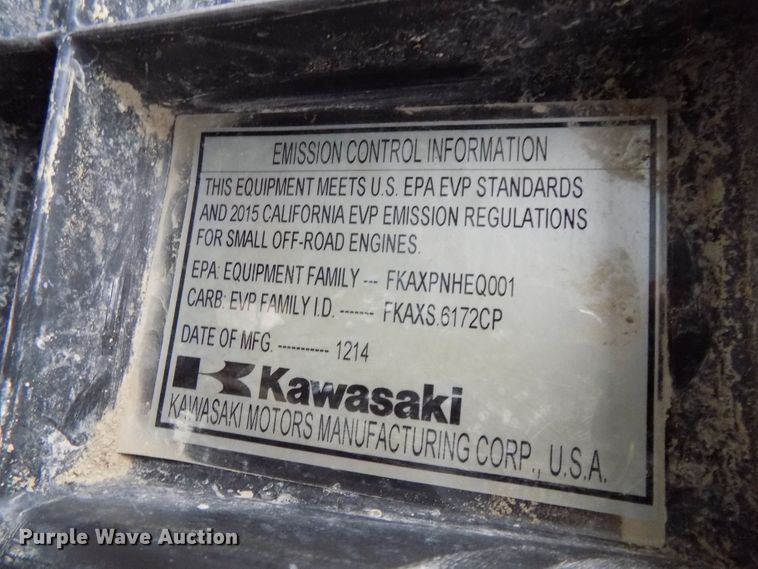 EMISSION CONTROL INFORMATION
THIS EQUIPMENT MEETS U.S. EPA EVP STANDARDS
AND 2015 CALIFORNIA EVP EMISSION REGULATIONS
FOR SMALL OFF-ROAD ENGINES.
EPA: EQUIPMENT FAMILY --- FKAXPNHEQ001
CARB: EVP FAMILY I.D. ------- FKAXS.6172CP
DATE OF MFG. ----------- 1214
Kawasaki
KAWASAKI MOTORS MANUFACTURING CORP., U.S.A.
Purple Wave Auction®